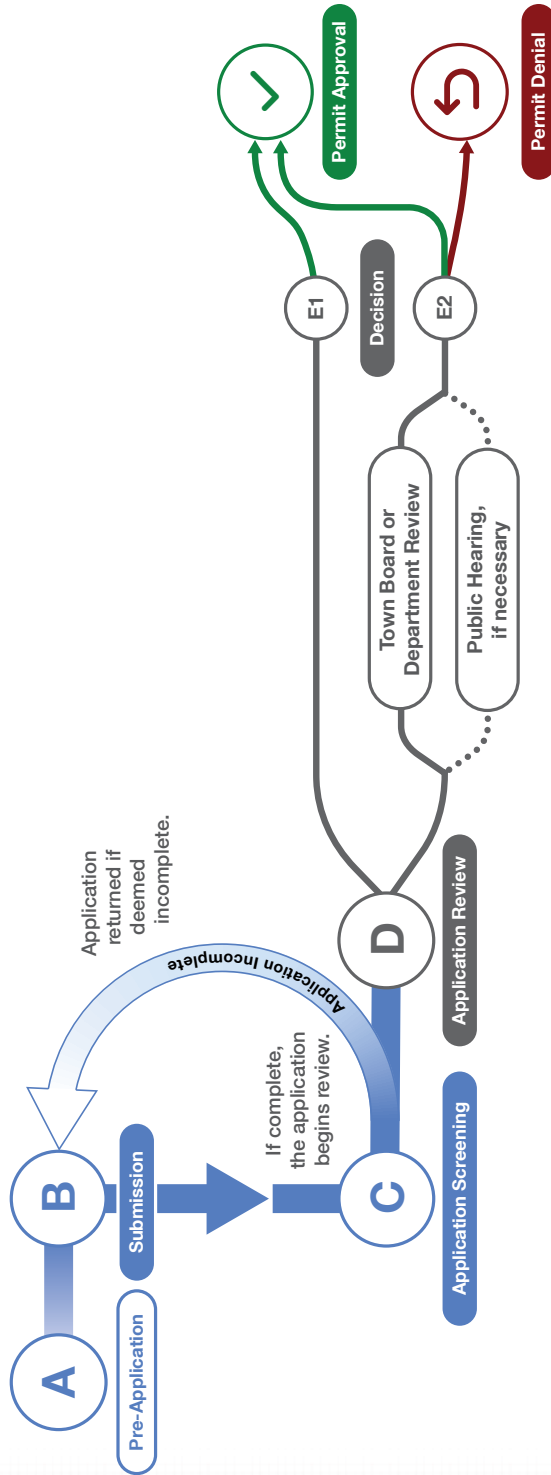 A
Pre-Application
B
Submission
Application
returned if
deemed
incomplete.
Application Incomplete
If complete,
the application
begins review.
C
Application Screening
D
Application Review
Town Board or
Department Review
Public Hearing,
if necessary
E1
Decision
E2
Permit Approval
Permit Denial